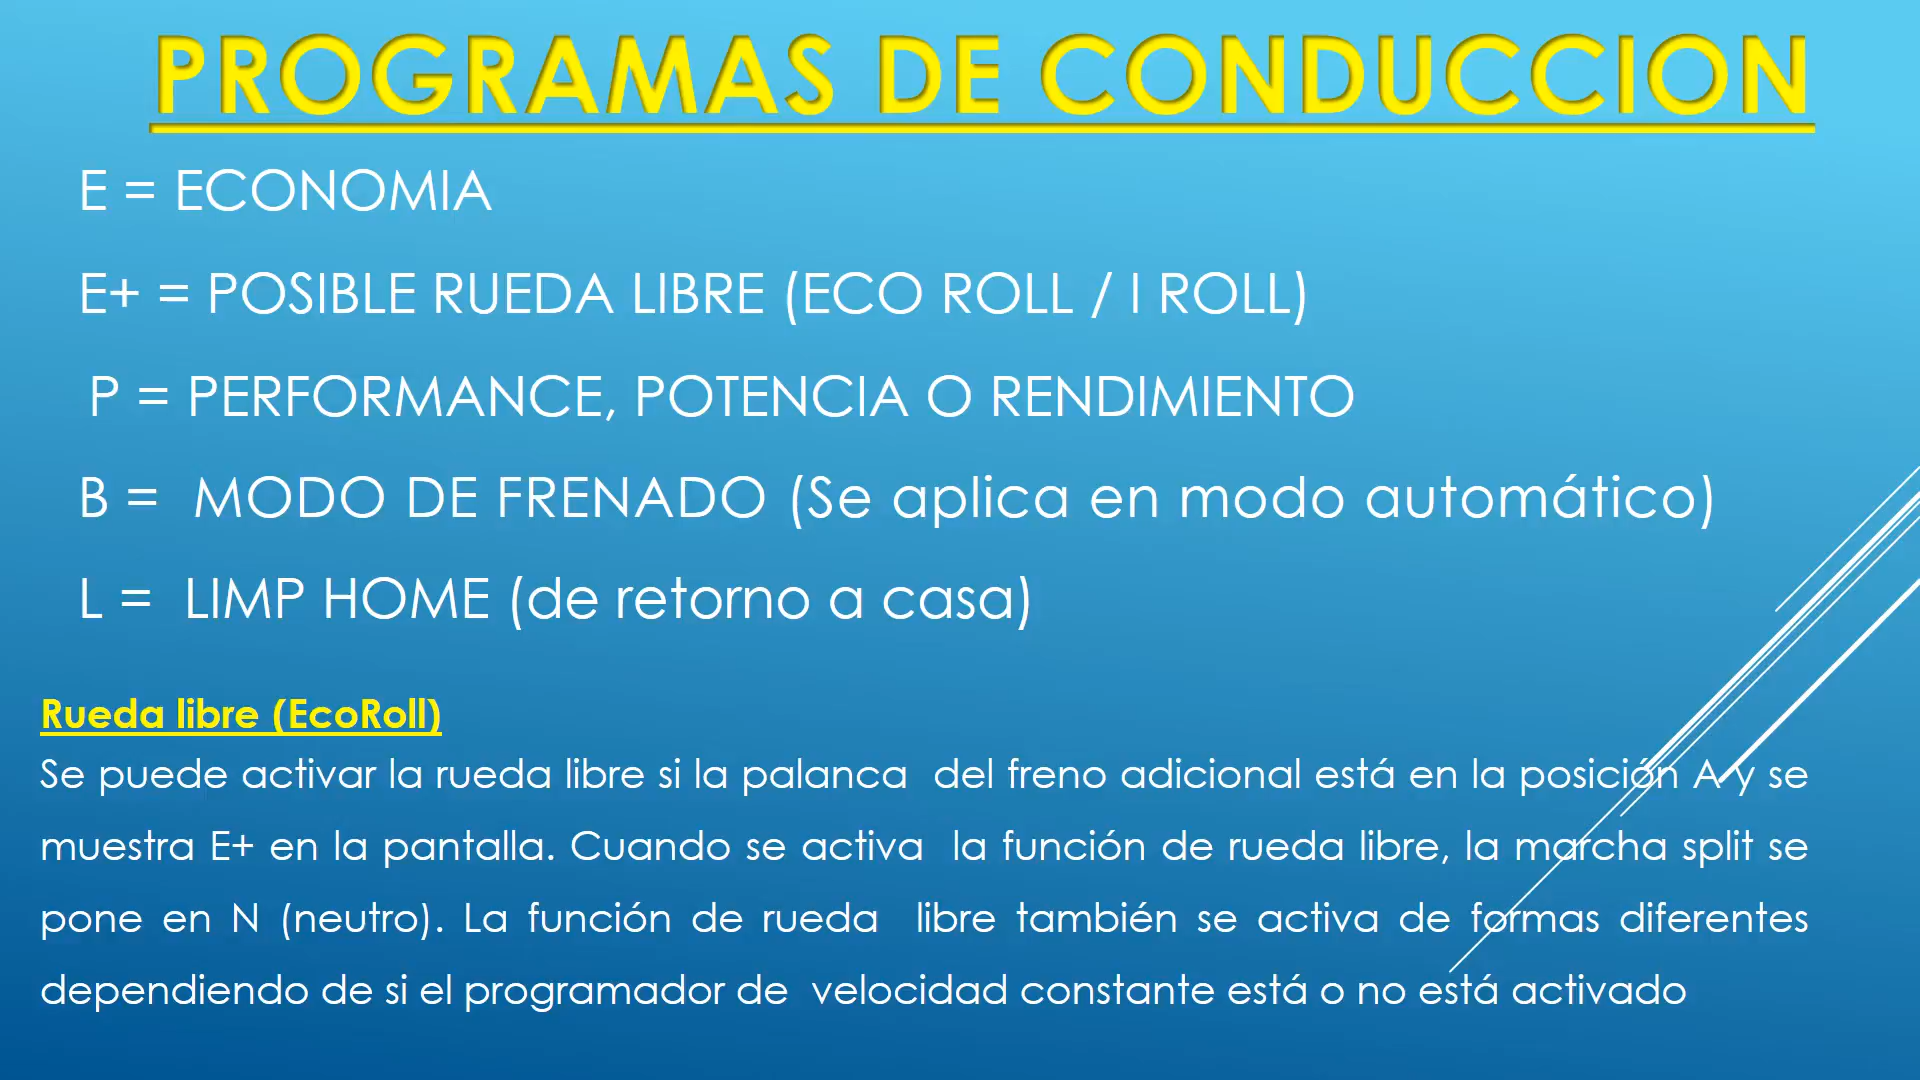 PROGRAMAS DE CONDUCCION
E = ECONOMIA
E+ = POSIBLE RUEDA LIBRE (ECO ROLL / I ROLL)
P = PERFORMANCE, POTENCIA O RENDIMIENTO
B = MODO DE FRENADO (Se aplica en modo automático)
L = LIMP HOME (de retorno a casa)
Rueda libre (EcoRoll)
Se puede activar la rueda libre si la palanca del freno adicional está en la posición A y se
muestra E+ en la pantalla. Cuando se activa la función de rueda libre, la marcha split se
pone en N (neutro). La función de rueda libre también se activa de formas diferentes
dependiendo de si el programador de velocidad constante está o no está activado